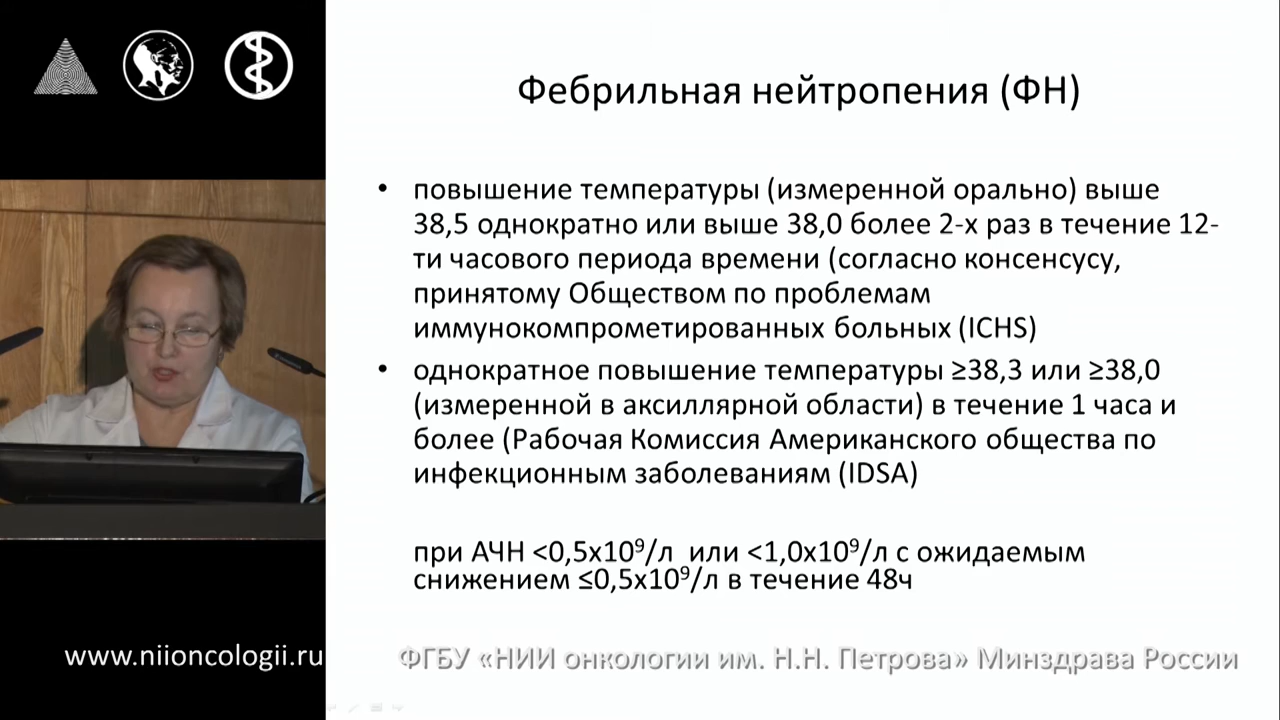 Фебрильная нейтропения (ФН)
• повышение температуры (измеренной орально) выше
38,5 однократно или выше 38,0 более 2-х раз в течение 12-
ти часового периода времени (согласно консенсусу,
принятому Обществом по проблемам
иммунокомпрометированных больных (ICHS)
• однократное повышение температуры ≥38,3 или ≥38,0
(измеренной в аксиллярной области) в течение 1 часа и
более (Рабочая Комиссия Американского общества по
инфекционным заболеваниям (IDSA)
при АЧН <0,5х10⁹/л или <1,0х10⁹/л с ожидаемым
снижением ≤0,5х10⁹/л в течение 48ч
www.niioncologii.ru
ФГБУ «НИИ онкологии им. Н.Н. Петрова» Минздрава России